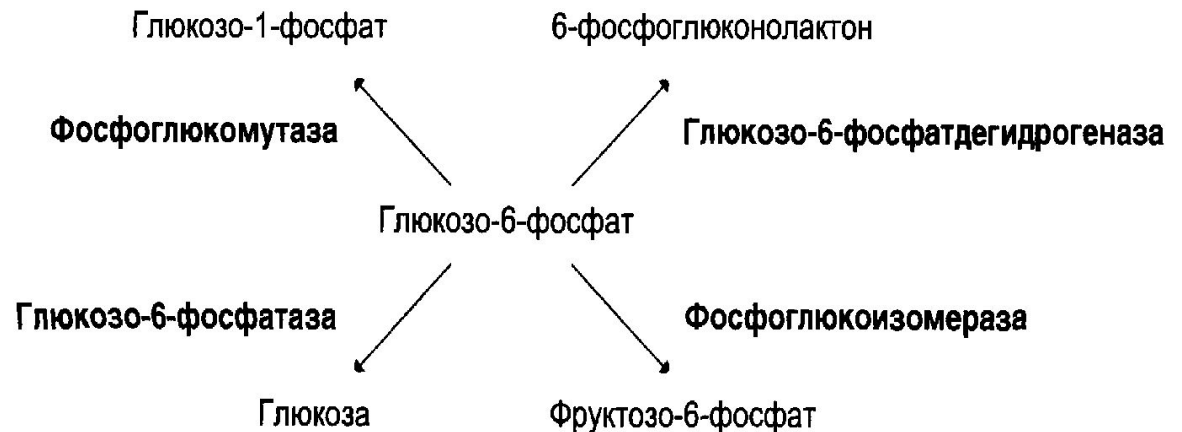 Глюкозо-1-фосфат 6-фосфоглюконолактон
Фосфоглюкомутаза Глюкозо-6-фосфатдегидрогеназа
Глюкозо-6-фосфат
Глюкозо-6-фосфатаза Фосфоглюкоизомераза
Глюкоза Фруктозо-6-фосфат